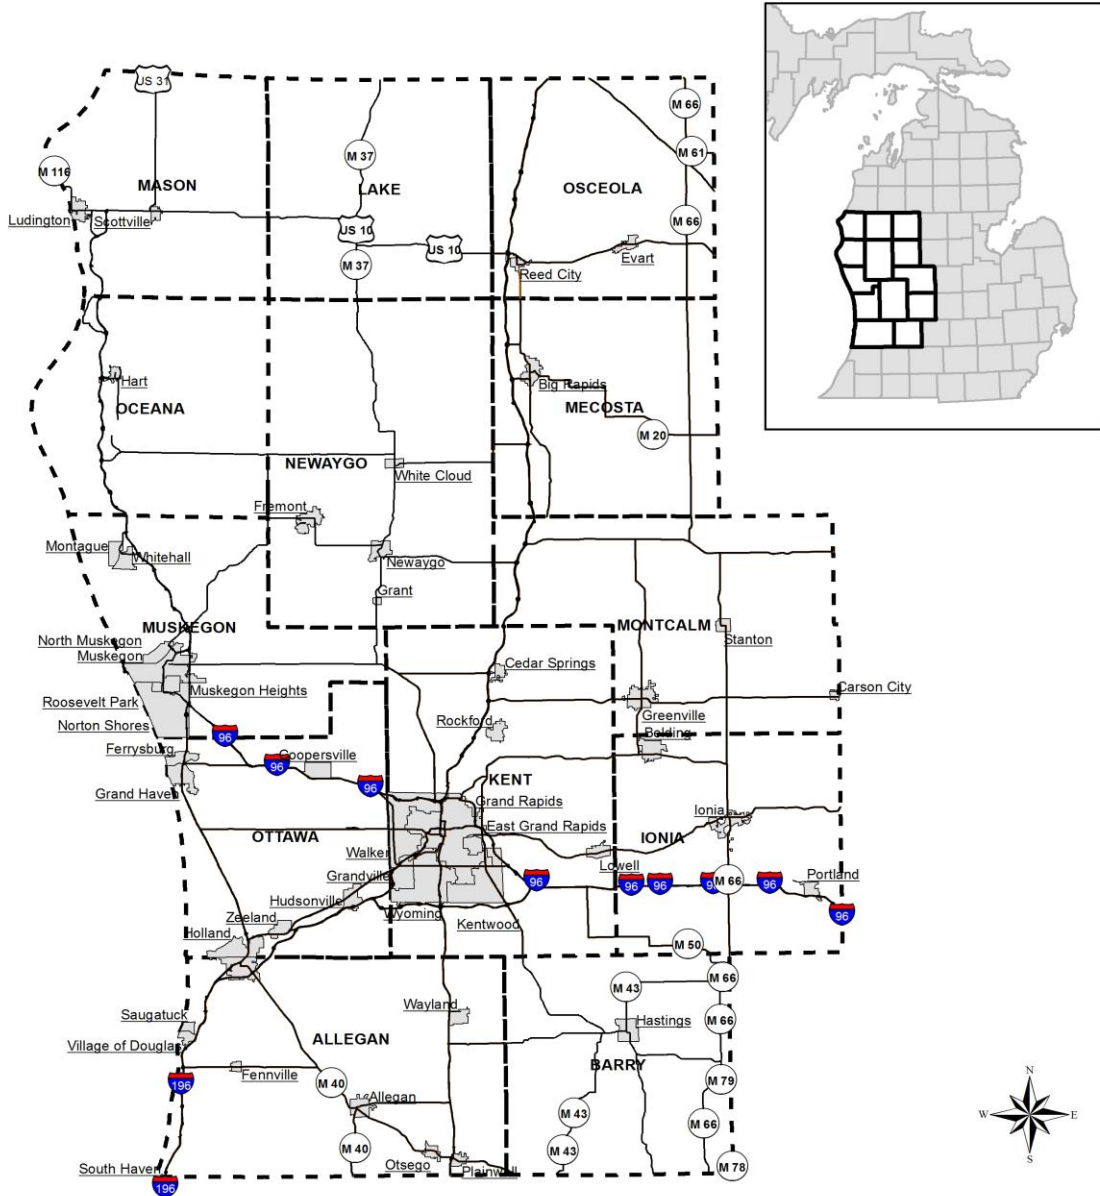 US 31
M 66
M 37
M 61
M 116
MASON
LAKE
OSCEOLA
Ludington
Scottville
US 10
M 66
US 10
M 37
Evart
Reed City
Hart
Big Rapids
OCEANA
MECOSTA
M 20
NEWAYGO
White Cloud
Fremont
Montague
Whitehall
Newaygo
Grant
MUSKEGON
MONTCALM
North Muskegon
Stanton
Muskegon
Cedar Springs
Muskegon Heights
Carson City
Roosevelt Park
Greenville
Norton Shores
Rockford
96
Belding
Ferrysburg
Coopersville
96
96
KENT
Grand Haven
Grand Rapids
Ionia
East Grand Rapids
OTTAWA
IONIA
Walker
Lowell
Grandville
96
96
96
9
M 66
96
Portland
Hudsonville
Wyoming
Kentwood
96
Zeeland
Holland
M 50
M 66
M 43
Wayland
Saugatuck
Hastings
M 66
ALLEGAN
Village of Douglas
BARRY
Fennville
196
M 40
M 79
Allegan
M 43
M 66
M 40
M 43
Otsego
Plainwell
M 78
South Haven
196
N
W
E
S